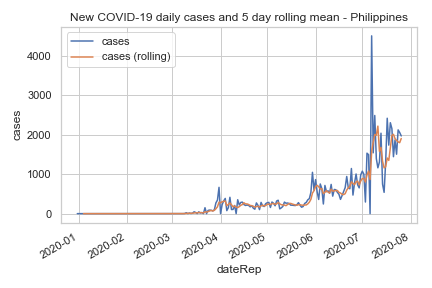 New COVID-19 daily cases and 5 day rolling mean - Philippines
cases
cases (rolling)
4000
3000
2000
1000
0
cases
2020-01
2020-02
2020-03
2020-04
2020-05
2020-06
2020-07
2020-08
dateRep